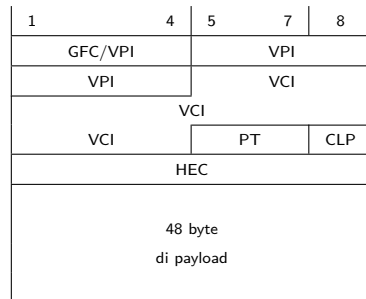 1 4 5 7 8
GFC/VPI VPI
VPI VCI
VCI
VCI PT CLP
HEC
48 byte
di payload